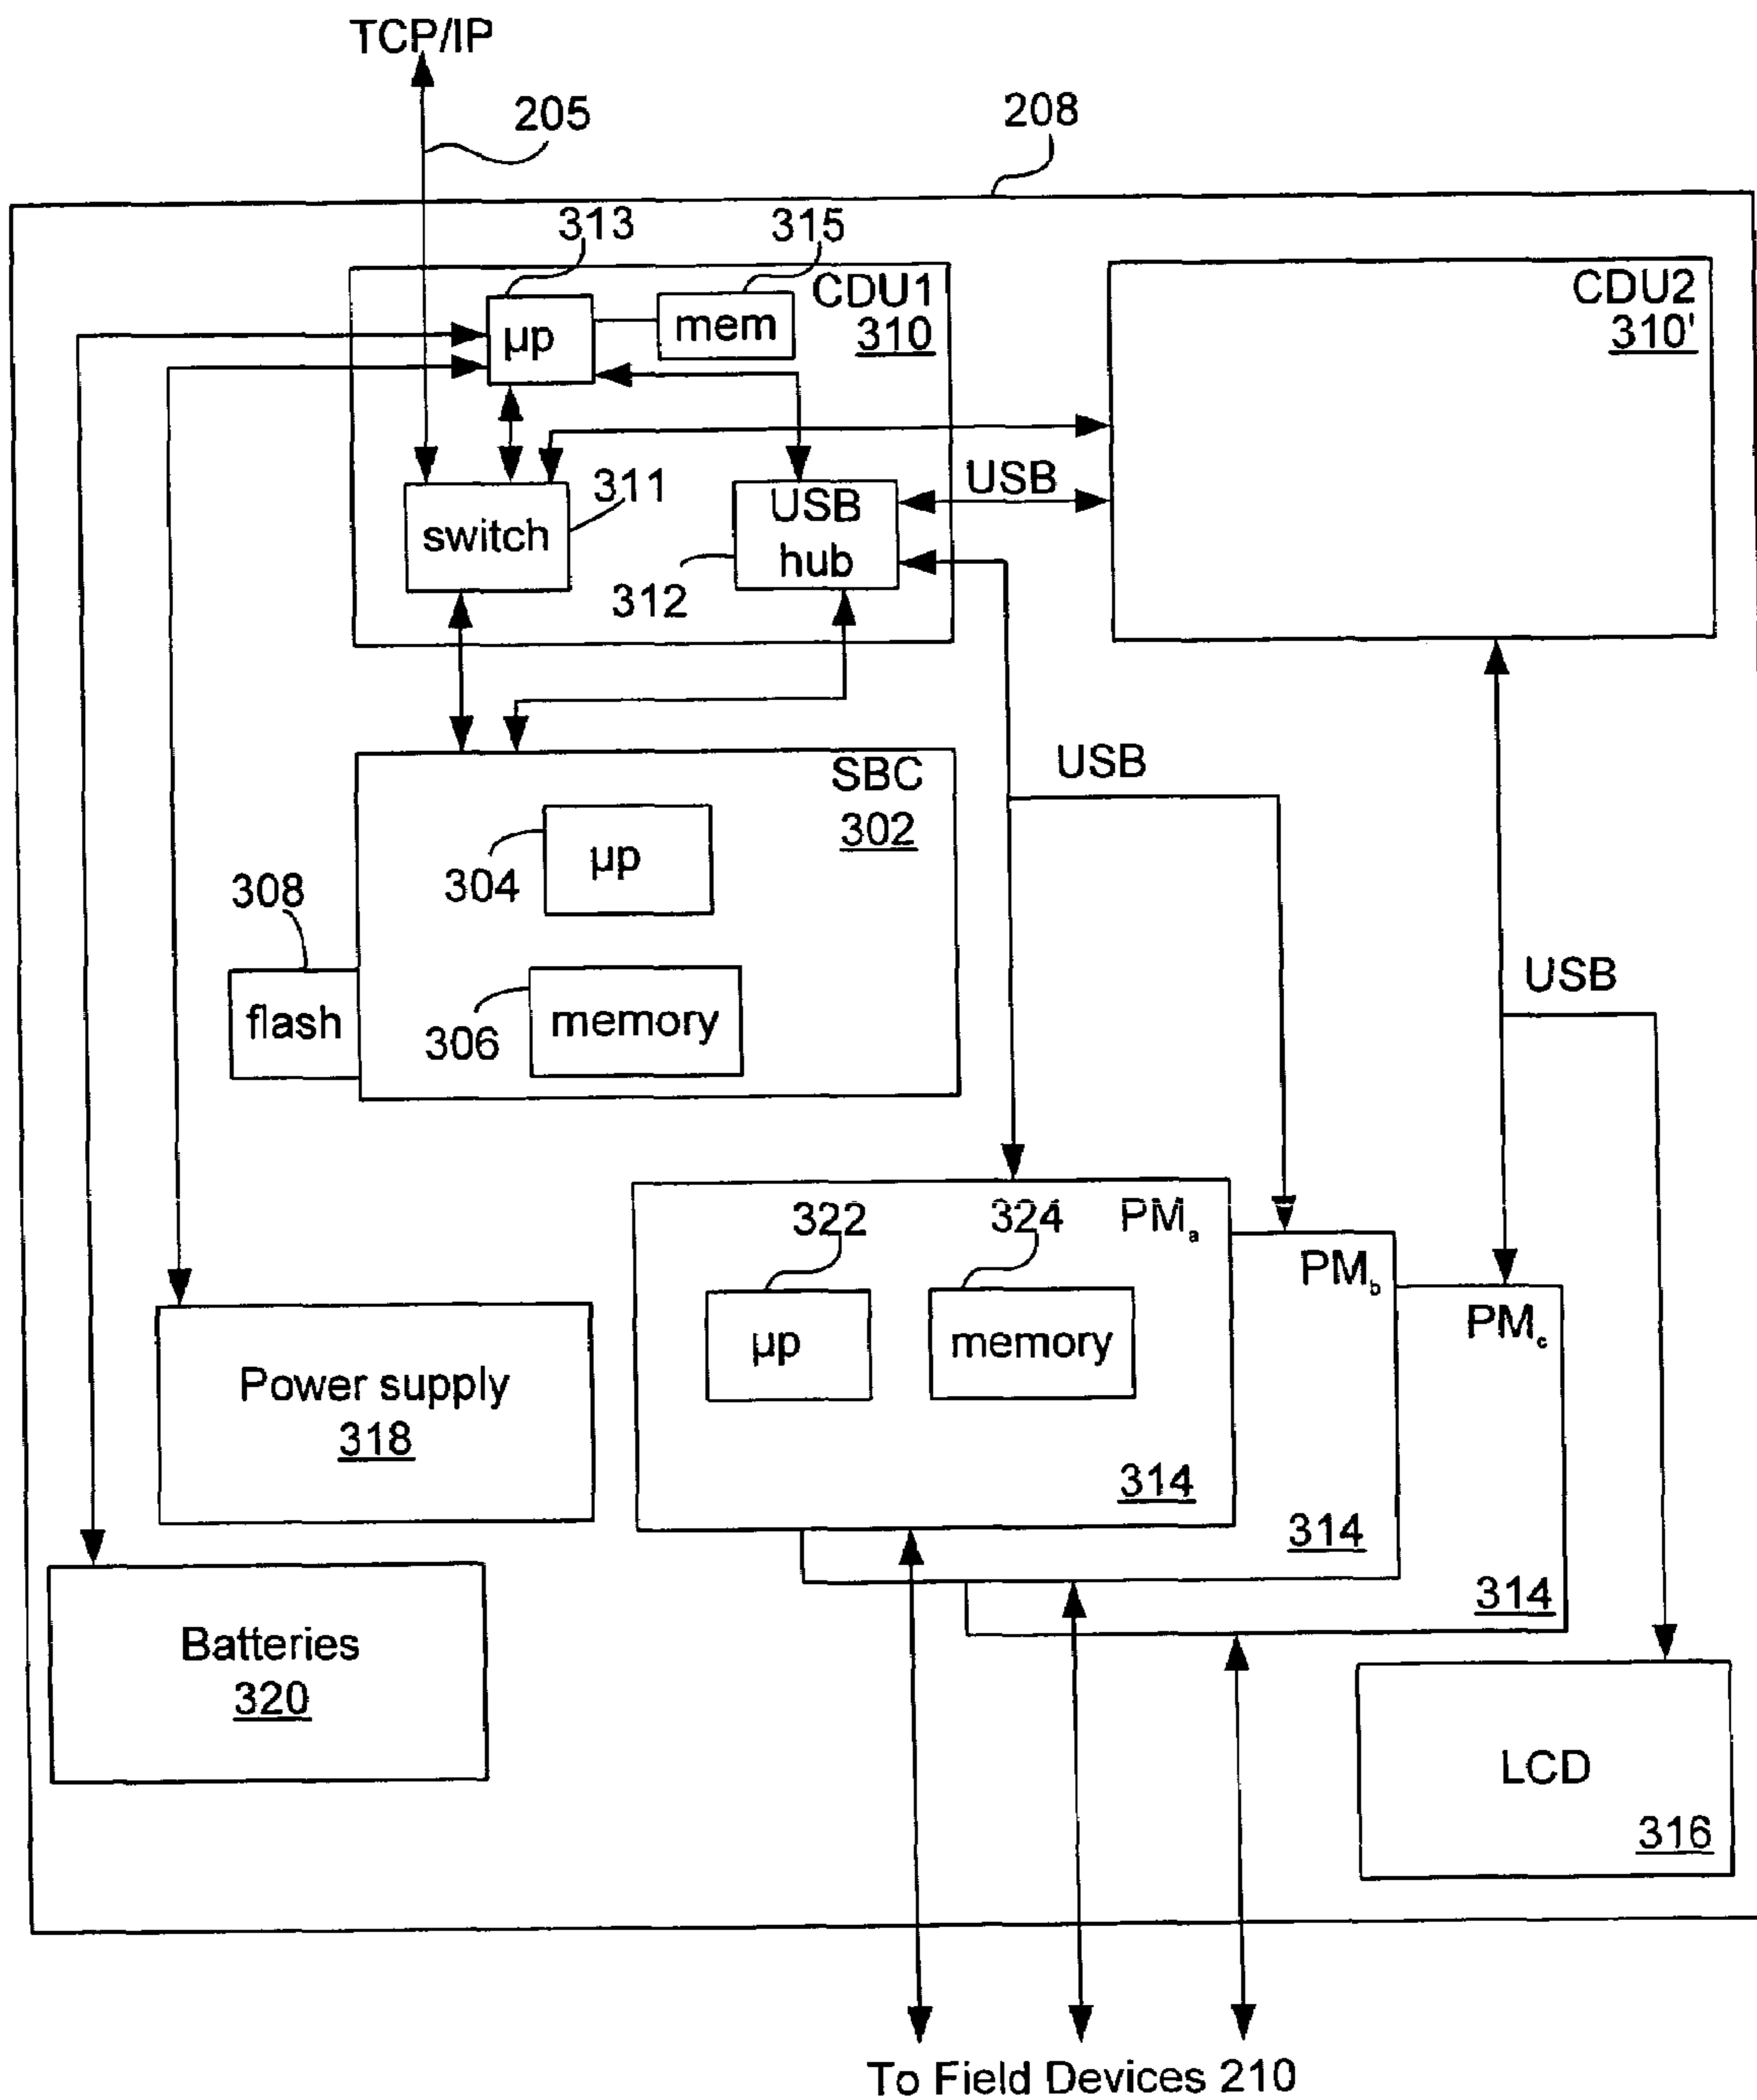 TCP/IP
205
208
313
315
CDU1
310
µp
mem
CDU2
310'
switch
311
USB
hub
312
USB
SBC
302
304
µp
USB
308
flash
306
memory
USB
322
324
PMa
µp
memory
314
PMb
314
PMc
314
Power supply
318
Batteries
320
LCD
316
To Field Devices 210